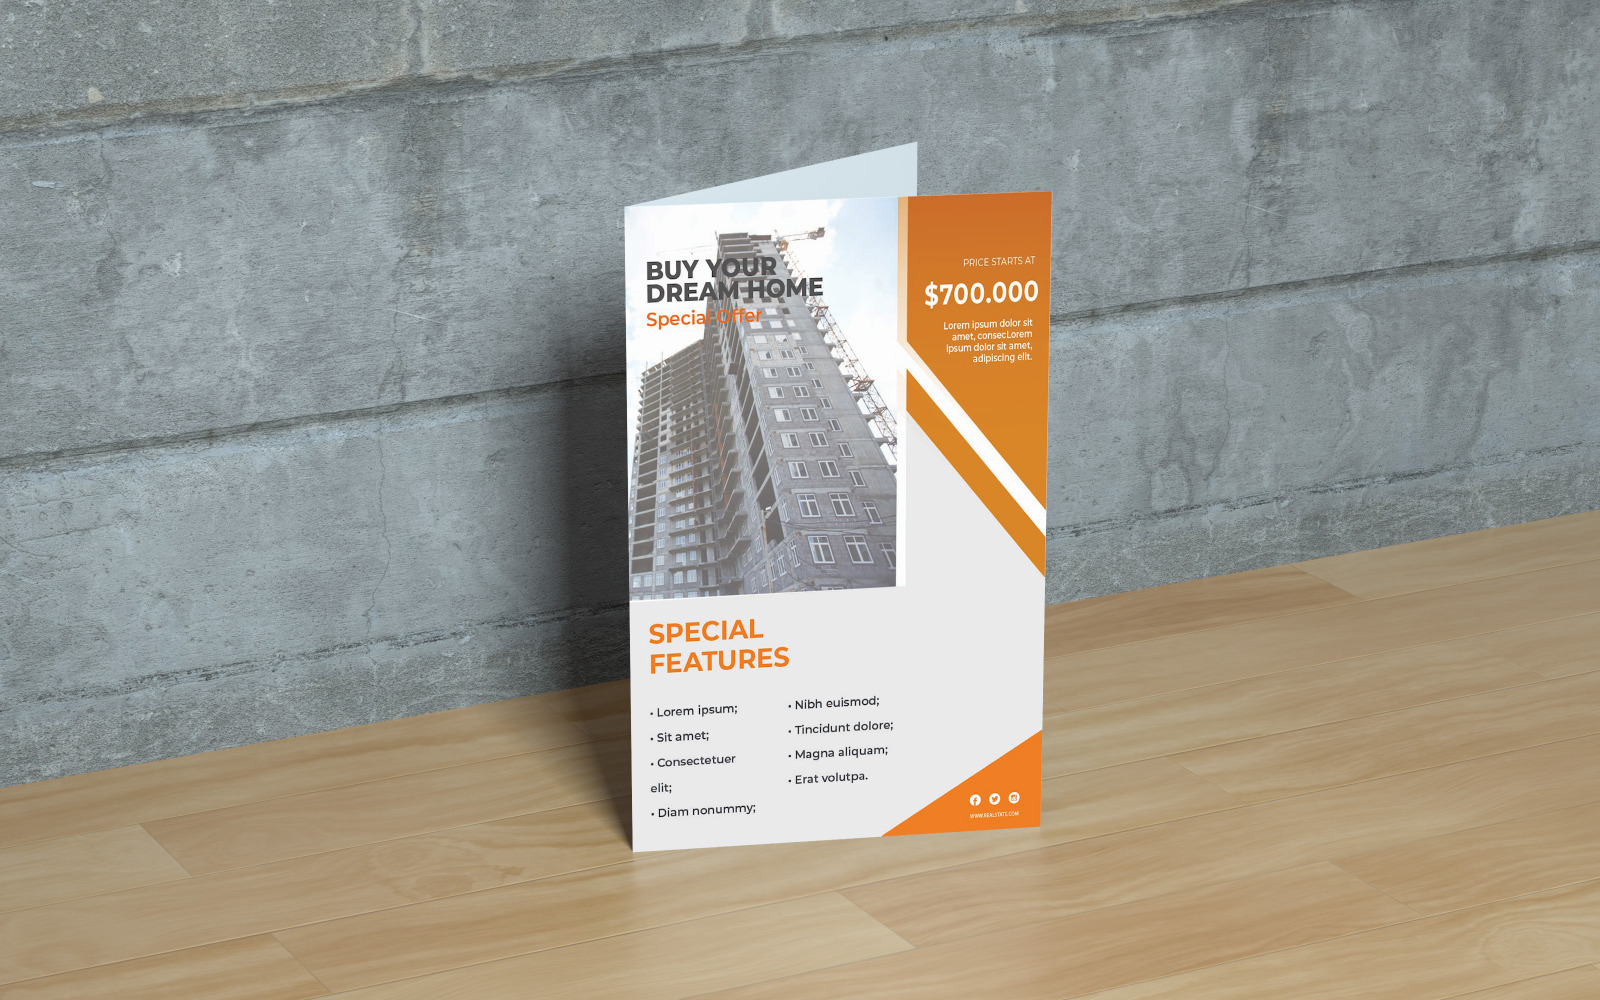 BUY YOUR
DREAM HOME
Special Offer
PRICE STARTS AT
$700.000
Lorem ipsum dolor sit
amet, consecLorem
ipsum dolor sit amet,
adipiscing elit.
SPECIAL
FEATURES
• Lorem ipsum;
• Sit amet;
• Consectetuer
elit;
• Diam nonummy;
• Nibh euismod;
• Tincidunt dolore;
• Magna aliquam;
• Erat volutpa.
WWW.REALSTATE.COM